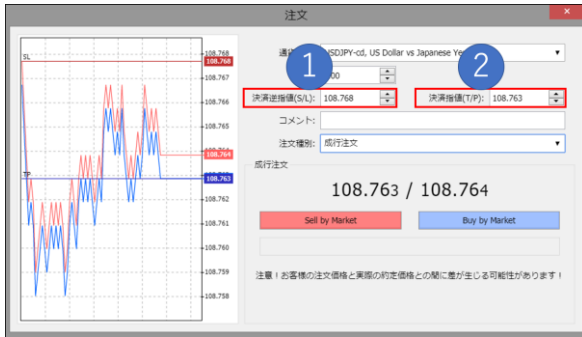 注文
SL
TP
108.768
108.768
108.767
108.766
108.765
108.764
108.763
108.762
108.761
108.760
108.759
108.758
1
2
USDJPY-cd, US Dollar vs Japanese Yen
決済逆指値(S/L): 108.768
決済指値(T/P): 108.763
コメント:
注文種別: 成行注文
成行注文
108.763 / 108.764
Sell by Market
Buy by Market
注意！お客様の注文価格と実際の約定価格との間に差が生じる可能性があります！